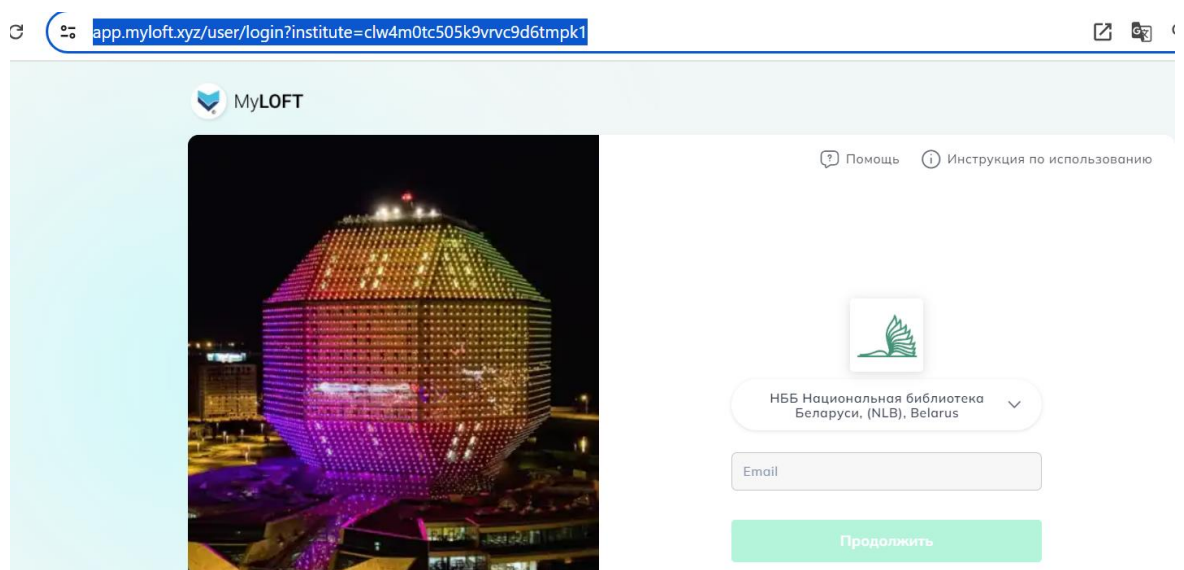 app.myloft.xyz/user/login?institute=clw4m0tc505k9vrvc9d6tmpk1
MyLOFT
Помощь
Инструкция по использованию
НББ Национальная библиотека
Беларуси, (NLB), Belarus
Email
Продолжить